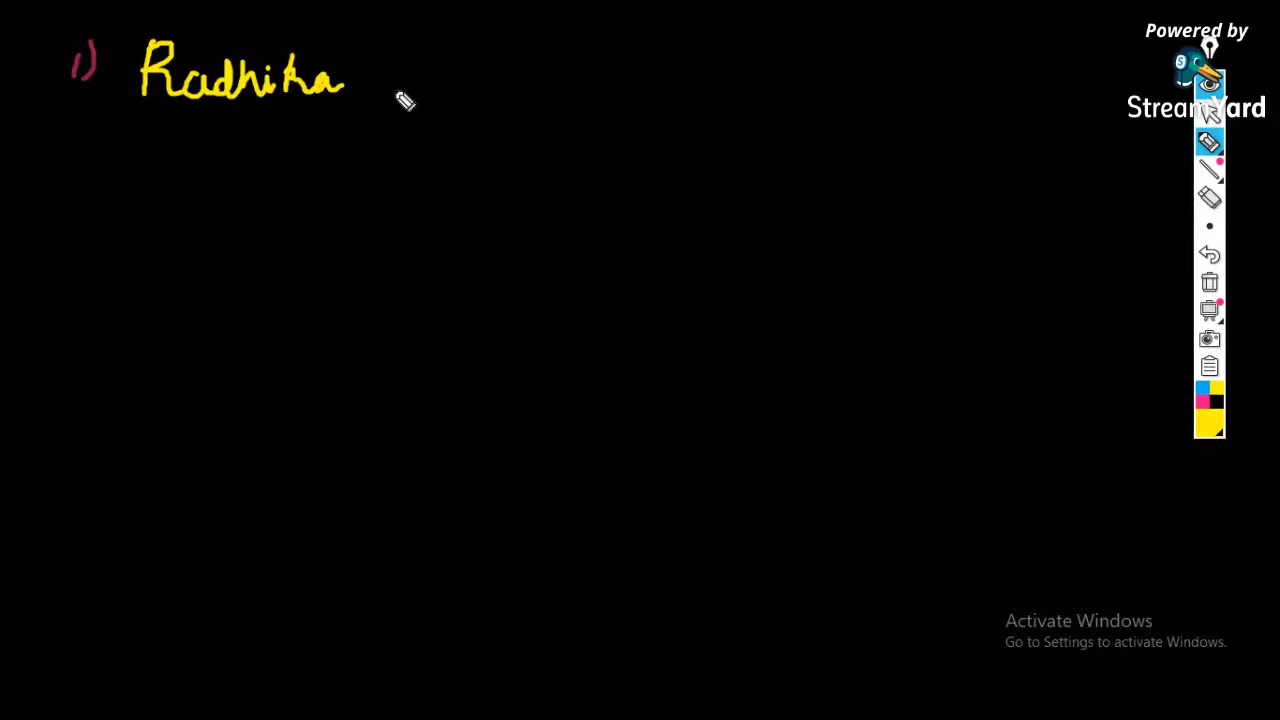 Powered by
1) Radhika
StreamYard
Activate Windows
Go to Settings to activate Windows.